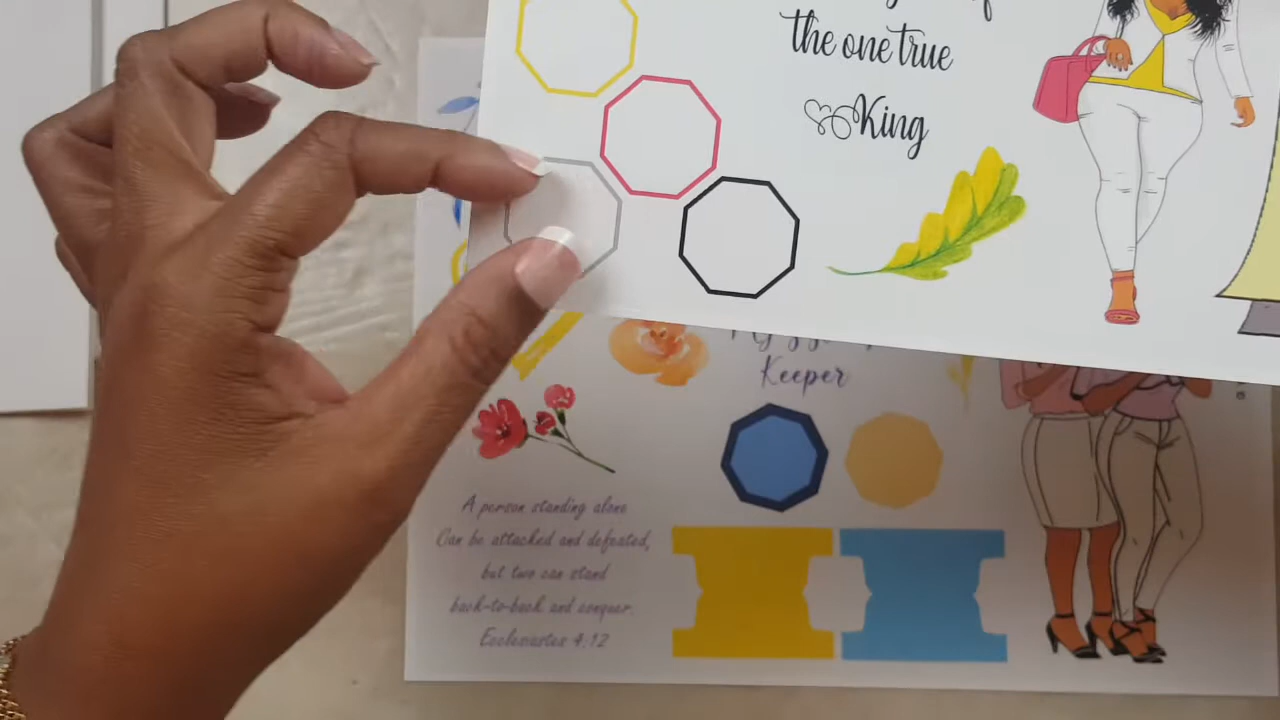 the one true
King
Keeper
A person standing alone
Can be attacked and defeated,
but two can stand
back-to-back and conquer.
Ecclesiastes 4:12